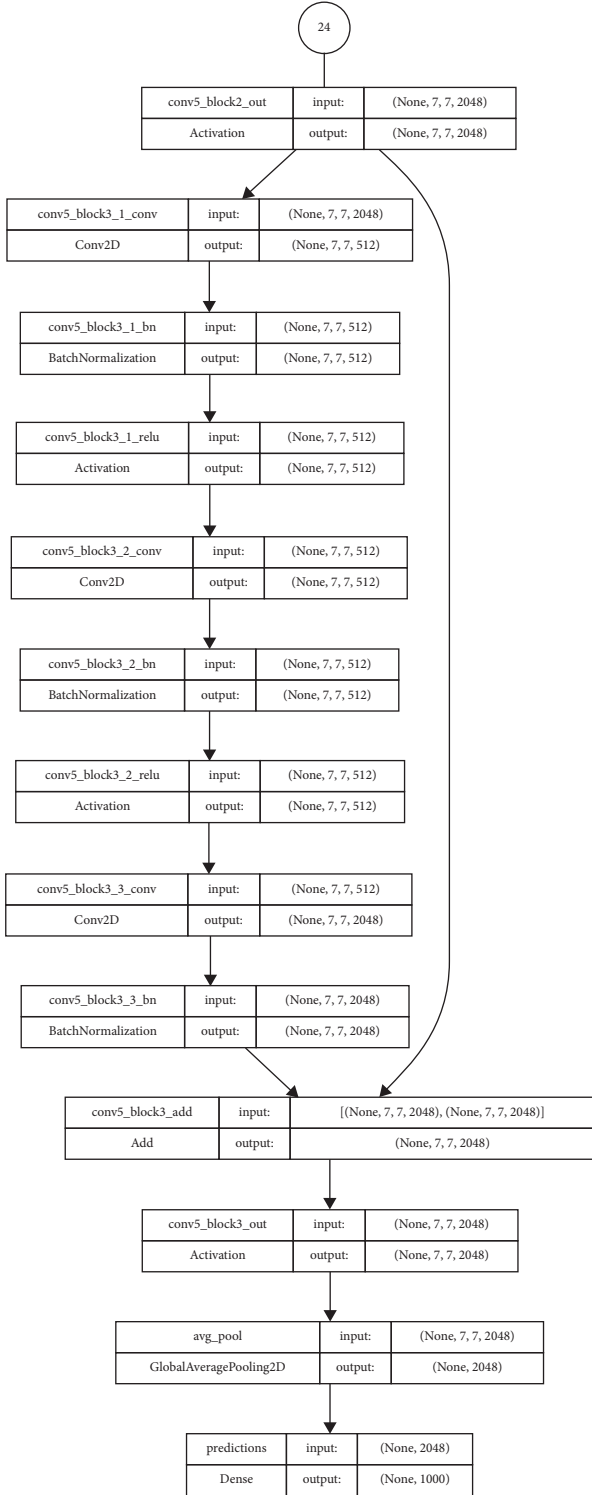 24
conv5_block2_out input: (None, 7, 7, 2048)
Activation output: (None, 7, 7, 2048)
conv5_block3_1_conv input: (None, 7, 7, 2048)
Conv2D output: (None, 7, 7, 512)
conv5_block3_1_bn input: (None, 7, 7, 512)
BatchNormalization output: (None, 7, 7, 512)
conv5_block3_1_relu input: (None, 7, 7, 512)
Activation output: (None, 7, 7, 512)
conv5_block3_2_conv input: (None, 7, 7, 512)
Conv2D output: (None, 7, 7, 512)
conv5_block3_2_bn input: (None, 7, 7, 512)
BatchNormalization output: (None, 7, 7, 512)
conv5_block3_2_relu input: (None, 7, 7, 512)
Activation output: (None, 7, 7, 512)
conv5_block3_3_conv input: (None, 7, 7, 512)
Conv2D output: (None, 7, 7, 2048)
conv5_block3_3_bn input: (None, 7, 7, 2048)
BatchNormalization output: (None, 7, 7, 2048)
conv5_block3_add input: [(None, 7, 7, 2048), (None, 7, 7, 2048)]
Add output: (None, 7, 7, 2048)
conv5_block3_out input: (None, 7, 7, 2048)
Activation output: (None, 7, 7, 2048)
avg_pool input: (None, 7, 7, 2048)
GlobalAveragePooling2D output: (None, 2048)
predictions input: (None, 2048)
Dense output: (None, 1000)